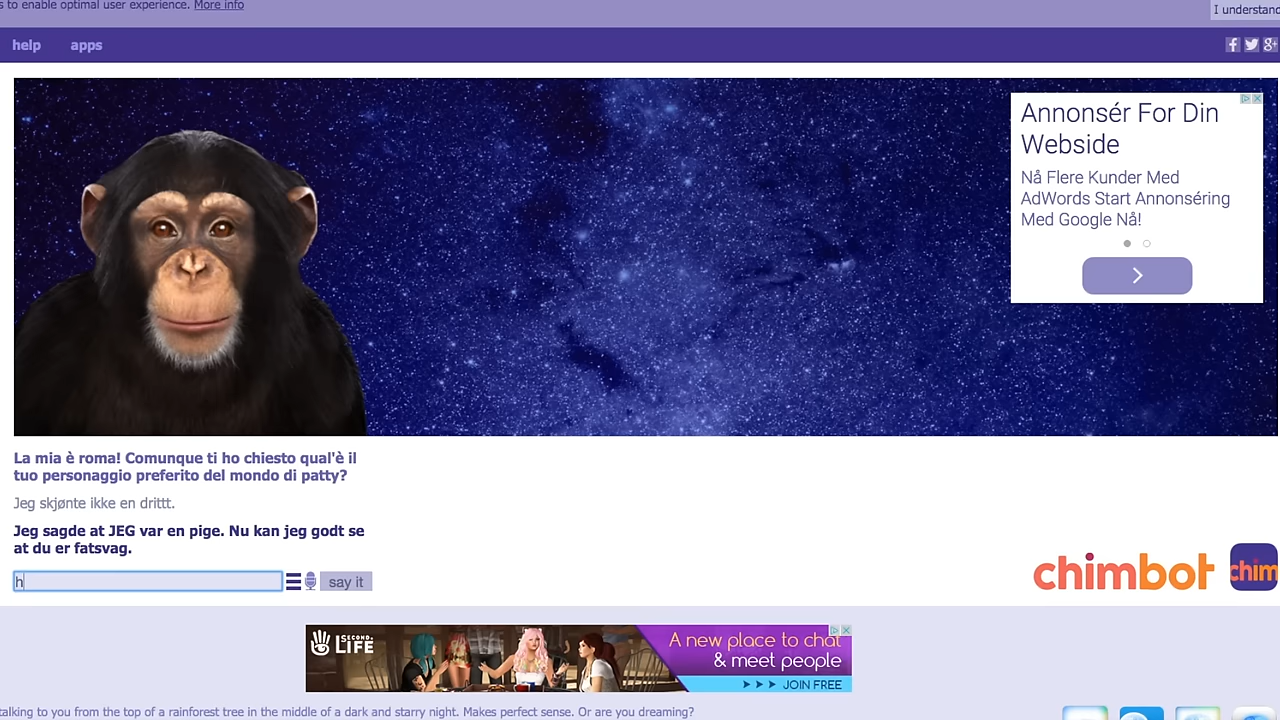 s to enable optimal user experience. More info
I understand
help apps
Annonsér For Din
Webside
Nå Flere Kunder Med
AdWords Start Annonséring
Med Google Nå!
La mia è roma! Comunque ti ho chiesto qual'è il
tuo personaggio preferito del mondo di patty?
Jeg skjønte ikke en drittt.
Jeg sagde at JEG var en pige. Nu kan jeg godt se
at du er fatsvag.
h
say it
chimbot
chim
SECOND
LIFE
A new place to chat
& meet people
JOIN FREE
talking to you from the top of a rainforest tree in the middle of a dark and starry night. Makes perfect sense. Or are you dreaming?